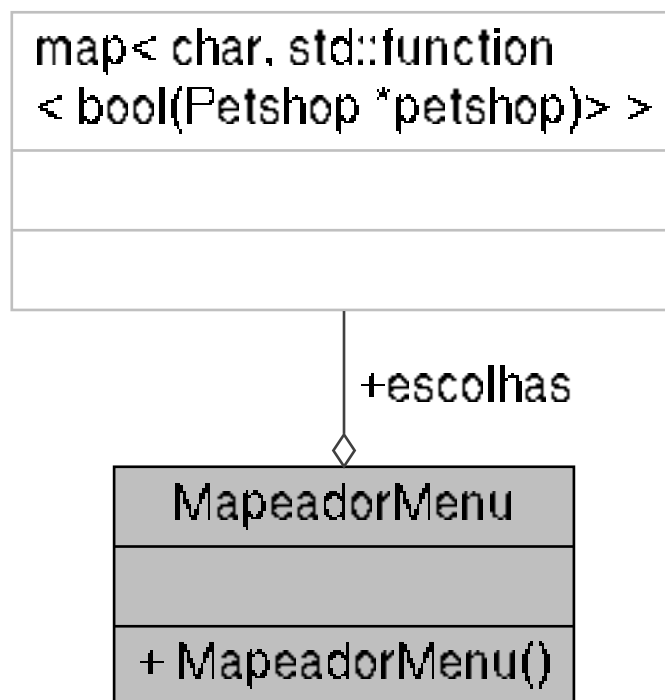 map< char, std::function
< bool(Petshop *petshop)> >
+escolhas
MapeadorMenu
+ MapeadorMenu()